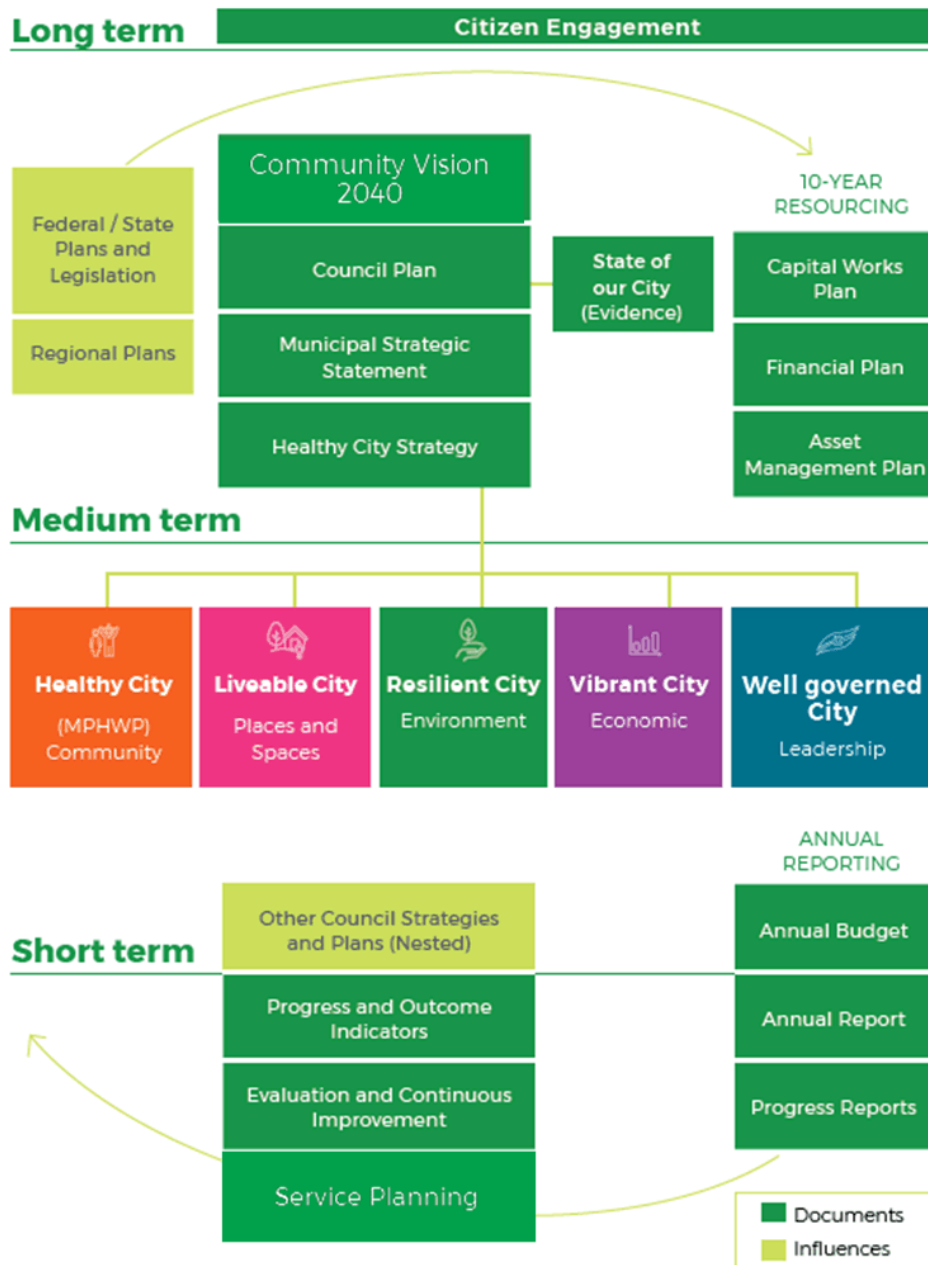 Long term
Citizen Engagement
Federal / State
Plans and
Legislation
Regional Plans
Community Vision
2040
Council Plan
Municipal Strategic
Statement
Healthy City Strategy
State of
our City
(Evidence)
10-YEAR
RESOURCING
Capital Works
Plan
Financial Plan
Asset
Management Plan
Medium term
Healthy City
(MPHWP)
Community
Liveable City
Places and
Spaces
Resilient City
Environment
Vibrant City
Economic
Well governed
City
Leadership
Short term
Other Council Strategies
and Plans (Nested)
Progress and Outcome
Indicators
Evaluation and Continuous
Improvement
Service Planning
ANNUAL
REPORTING
Annual Budget
Annual Report
Progress Reports
Documents
Influences